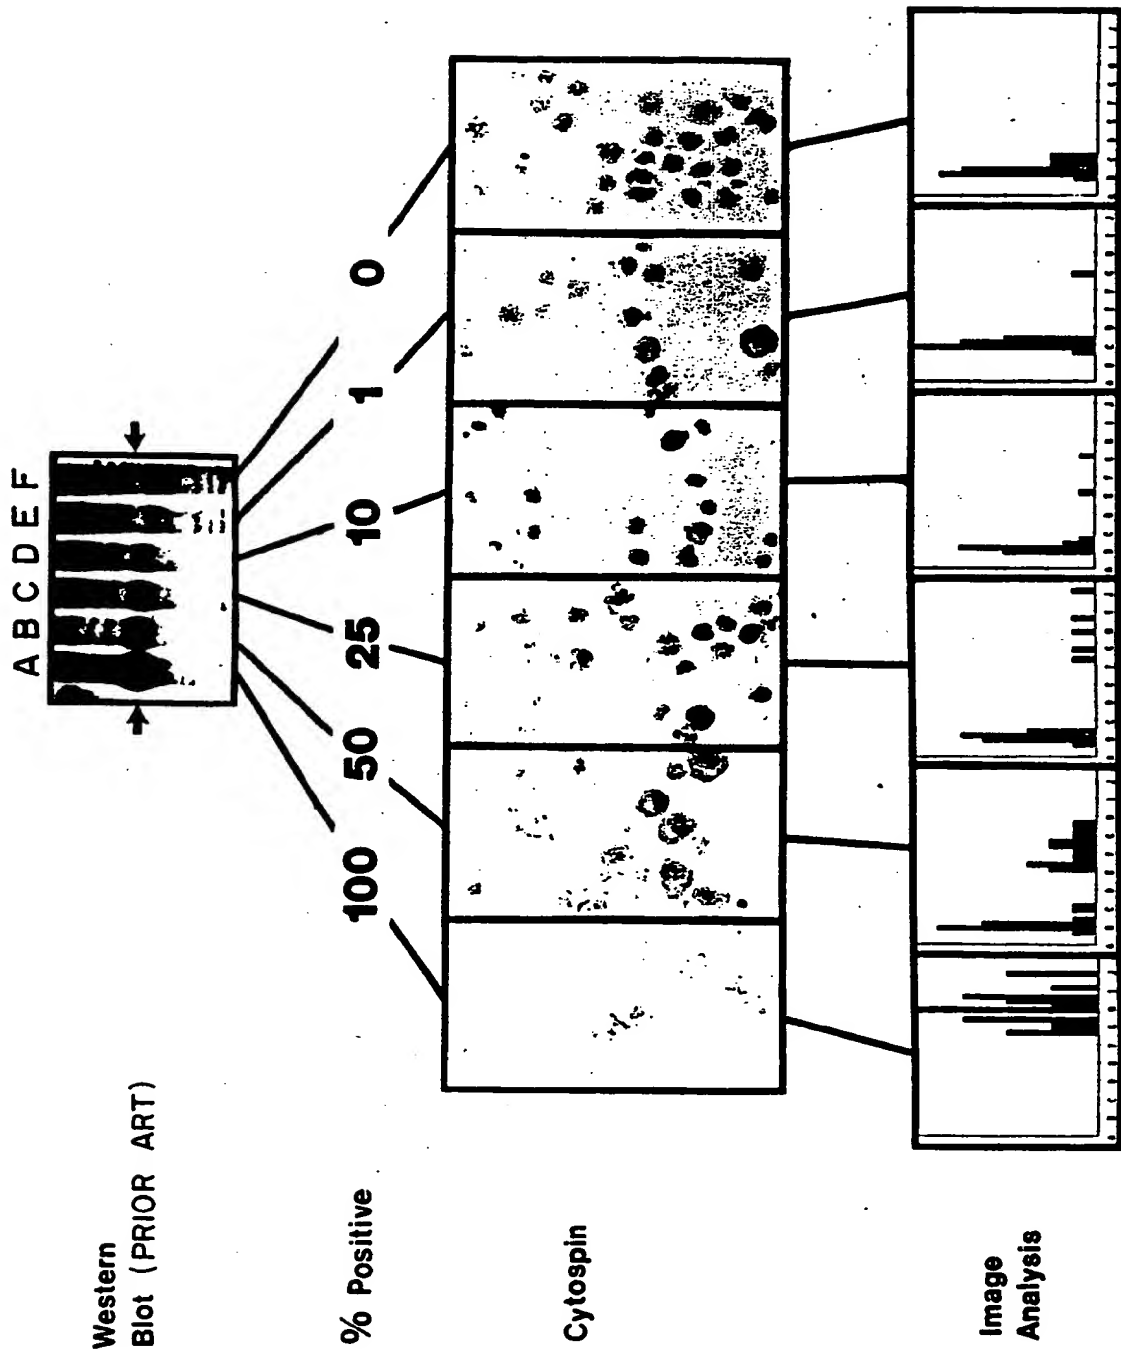 Western
Blot (PRIOR ART)
A B C D E F
% Positive
100 50 25 10 1 0
Cytospin
Image
Analysis